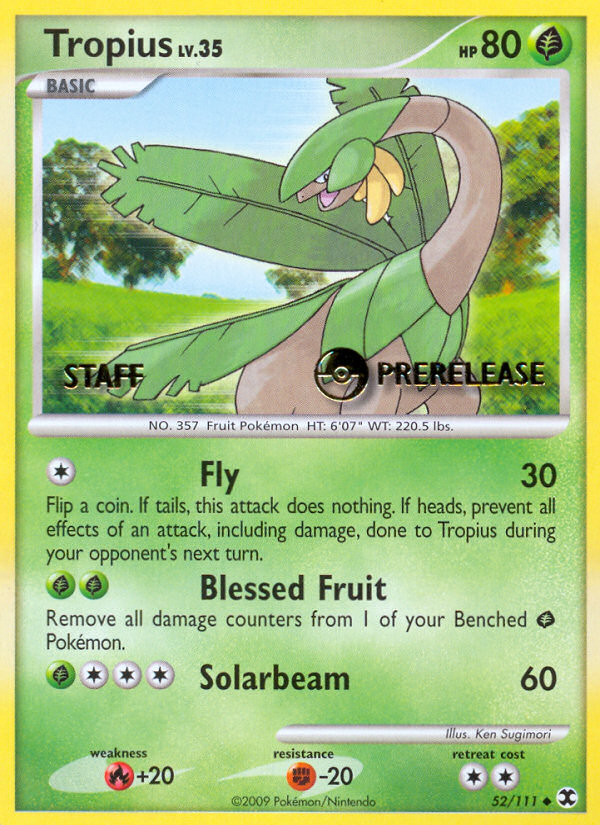 Tropius LV.35
HP 80
BASIC
STAFF PRERELEASE
NO. 357 Fruit Pokémon HT: 6'07" WT: 220.5 lbs.
Fly 30
Flip a coin. If tails, this attack does nothing. If heads, prevent all
effects of an attack, including damage, done to Tropius during
your opponent's next turn.
Blessed Fruit
Remove all damage counters from 1 of your Benched
Pokémon.
Solarbeam 60
Illus. Ken Sugimori
weakness resistance retreat cost
+20 -20
©2009 Pokémon/Nintendo 52/111